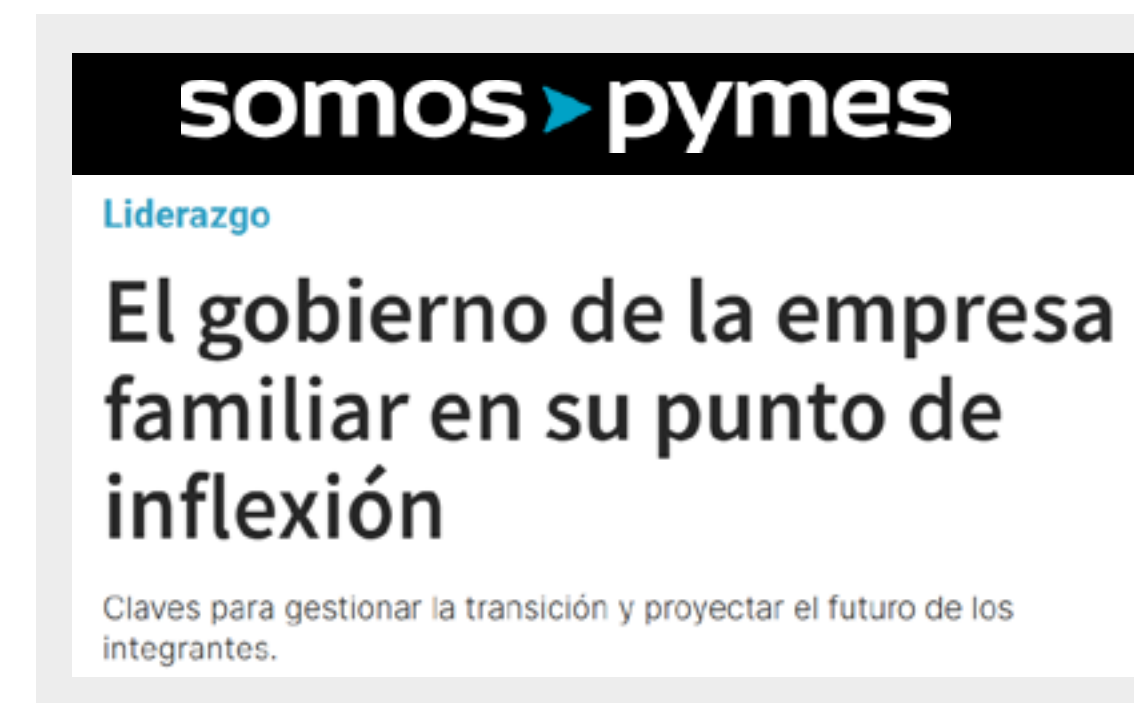 somos pymes
Liderazgo
El gobierno de la empresa
familiar en su punto de
inflexión
Claves para gestionar la transición y proyectar el futuro de los
integrantes.